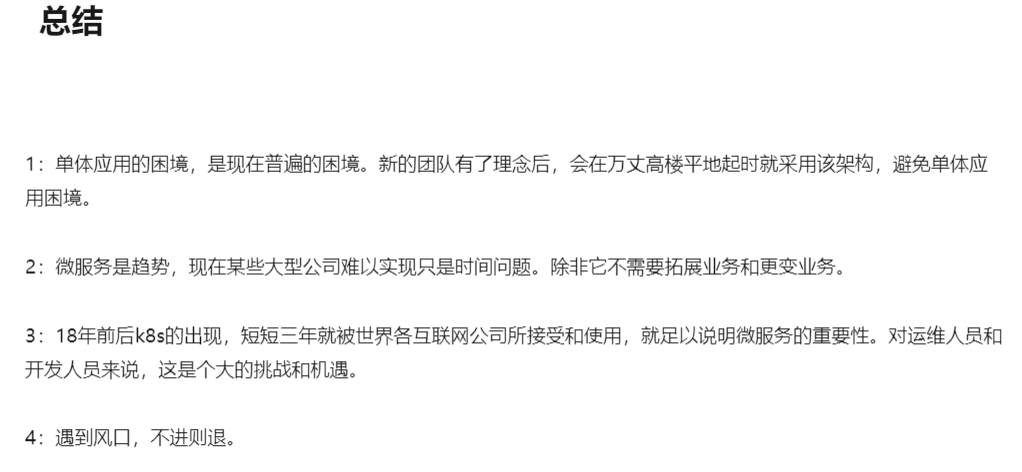 总结
1：单体应用的困境，是现在普遍的困境。新的团队有了理念后，会在万丈高楼平地起时就采用该架构，避免单体应
用困境。
2：微服务是趋势，现在某些大型公司难以实现只是时间问题。除非它不需要拓展业务和更变业务。
3：18年前后k8s的出现，短短三年就被世界各互联网公司所接受和使用，就足以说明微服务的重要性。对运维人员和
开发人员来说，这是个大的挑战和机遇。
4：遇到风口，不进则退。